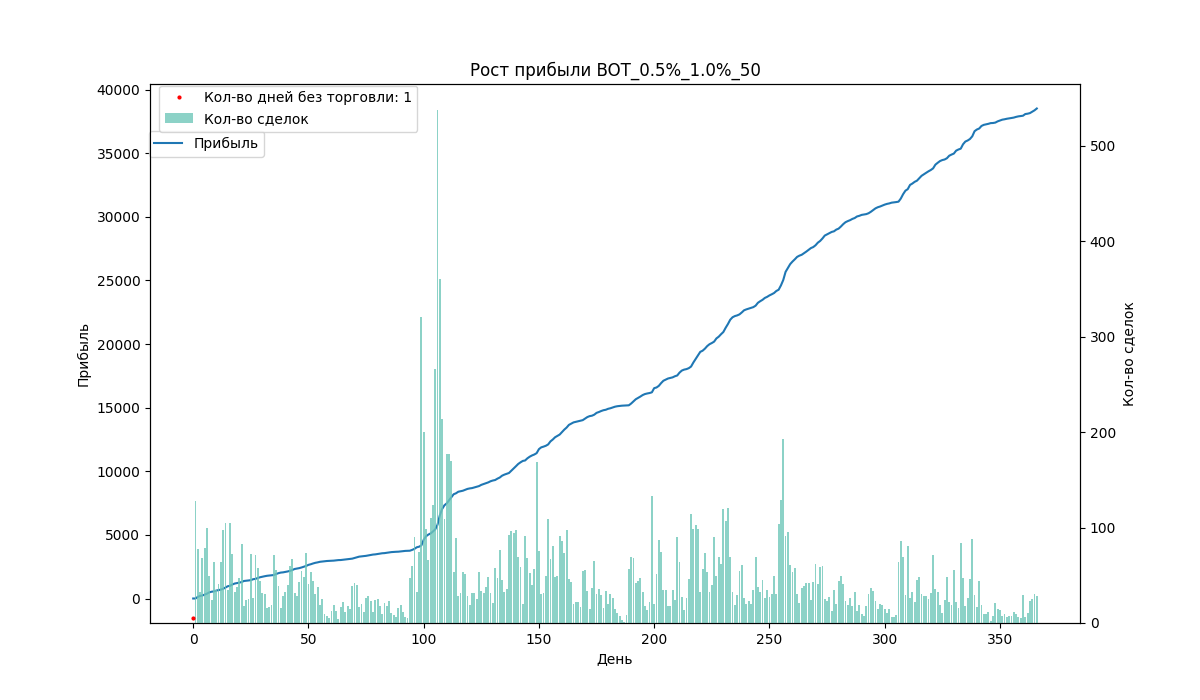 Рост прибыли BOT_0.5%_1.0%_50
Кол-во дней без торговли: 1
Кол-во сделок
Прибыль
40000
35000
30000
25000
20000
15000
10000
5000
0
Прибыль
500
400
300
200
100
0
Кол-во сделок
0 50 100 150 200 250 300 350
День